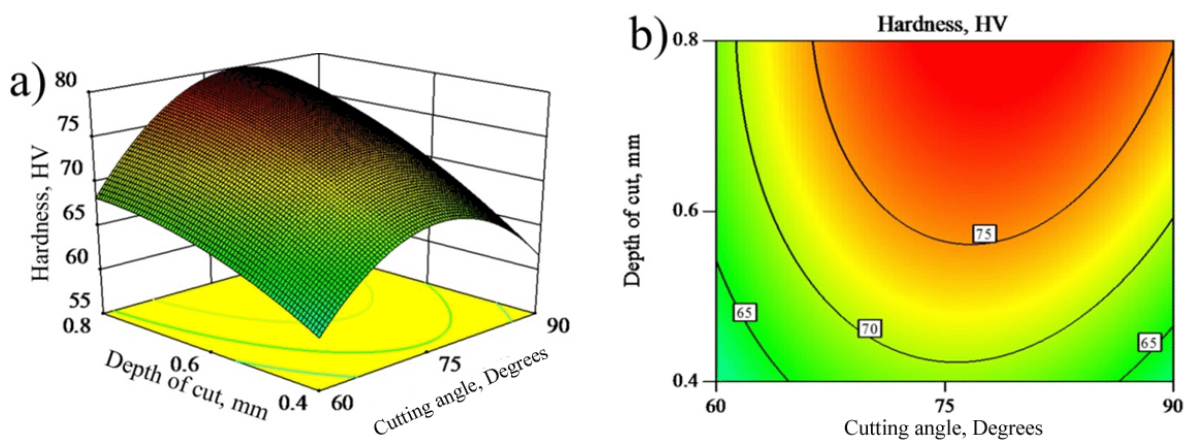 a)
80
75
70
65
60
55
Hardness, HV
0.8
0.6
0.4
Depth of cut, mm
60
75
90
Cutting angle, Degrees
b)
Hardness, HV
0.8
0.6
0.4
Depth of cut, mm
75
70
65
65
60
75
90
Cutting angle, Degrees